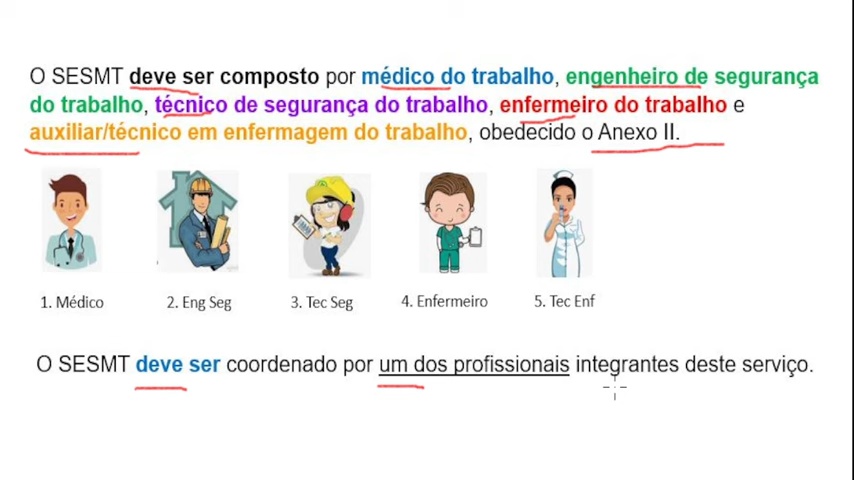 O SESMT deve ser composto por médico do trabalho, engenheiro de segurança
do trabalho, técnico de segurança do trabalho, enfermeiro do trabalho e
auxiliar/técnico em enfermagem do trabalho, obedecido o Anexo II.
1. Médico
2. Eng Seg
3. Tec Seg
4. Enfermeiro
5. Tec Enf
O SESMT deve ser coordenado por um dos profissionais integrantes deste serviço.